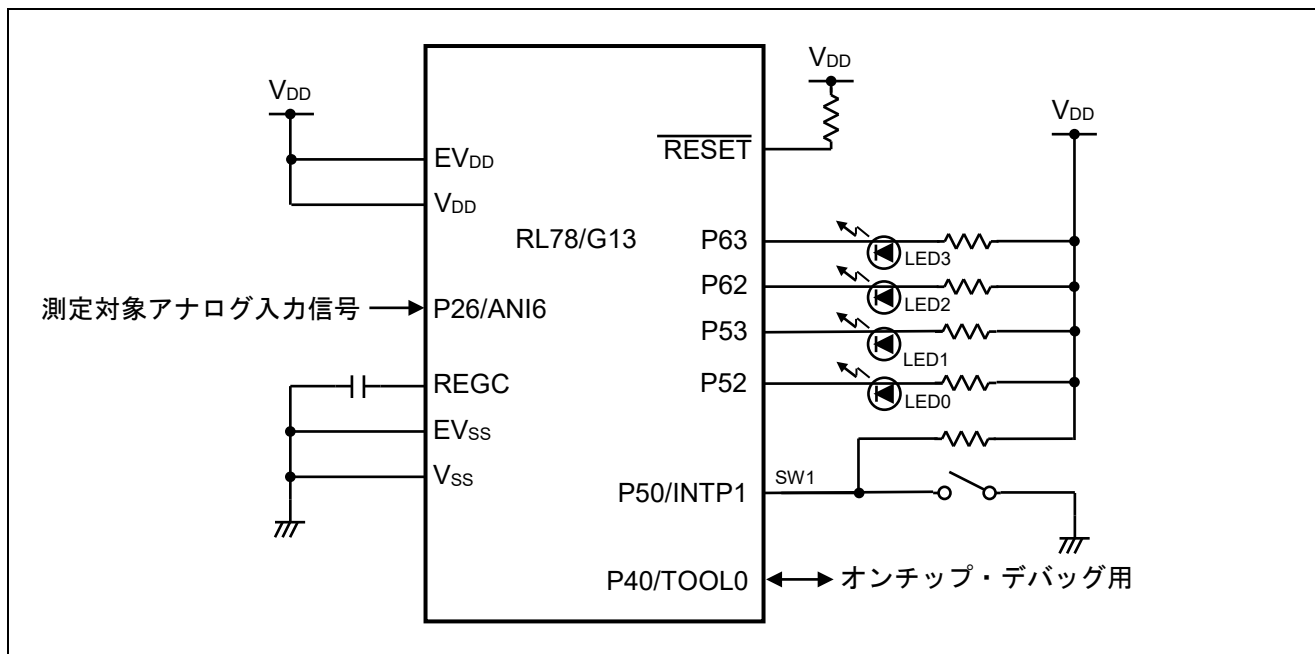 VDD
VDD
VDD
EVDD
VDD
RESET
RL78/G13
P63
LED3
P62
LED2
測定対象アナログ入力信号
P26/ANI6
P53
LED1
REGC
P52
LED0
EVSS
VSS
P50/INTP1
SW1
P40/TOOL0
オンチップ・デバッグ用